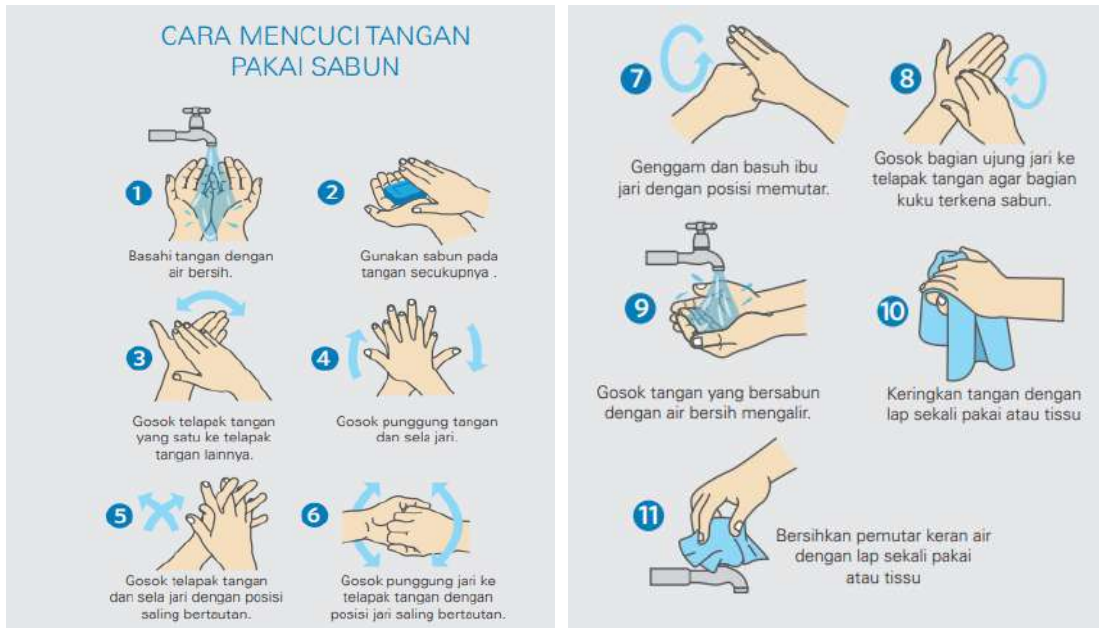 CARA MENCUCI TANGAN
PAKAI SABUN
1
Basahi tangan dengan
air bersih.
2
Gunakan sabun pada
tangan secukupnya .
3
Gosok telapak tangan
yang satu ke telapak
tangan lainnya.
4
Gosok punggung tangan
dan sela jari.
5
Gosok telapak tangan
dan sela jari dengan posisi
saling bertautan.
6
Gosok punggung jari ke
telapak tangan dengan
posisi jari saling bertautan.
7
Genggam dan basuh ibu
jari dengan posisi memutar.
8
Gosok bagian ujung jari ke
telapak tangan agar bagian
kuku terkena sabun.
9
Gosok tangan yang bersabun
dengan air bersih mengalir.
10
Keringkan tangan dengan
lap sekali pakai atau tissu
11
Bersihkan pemutar keran air
dengan lap sekali pakai
atau tissu